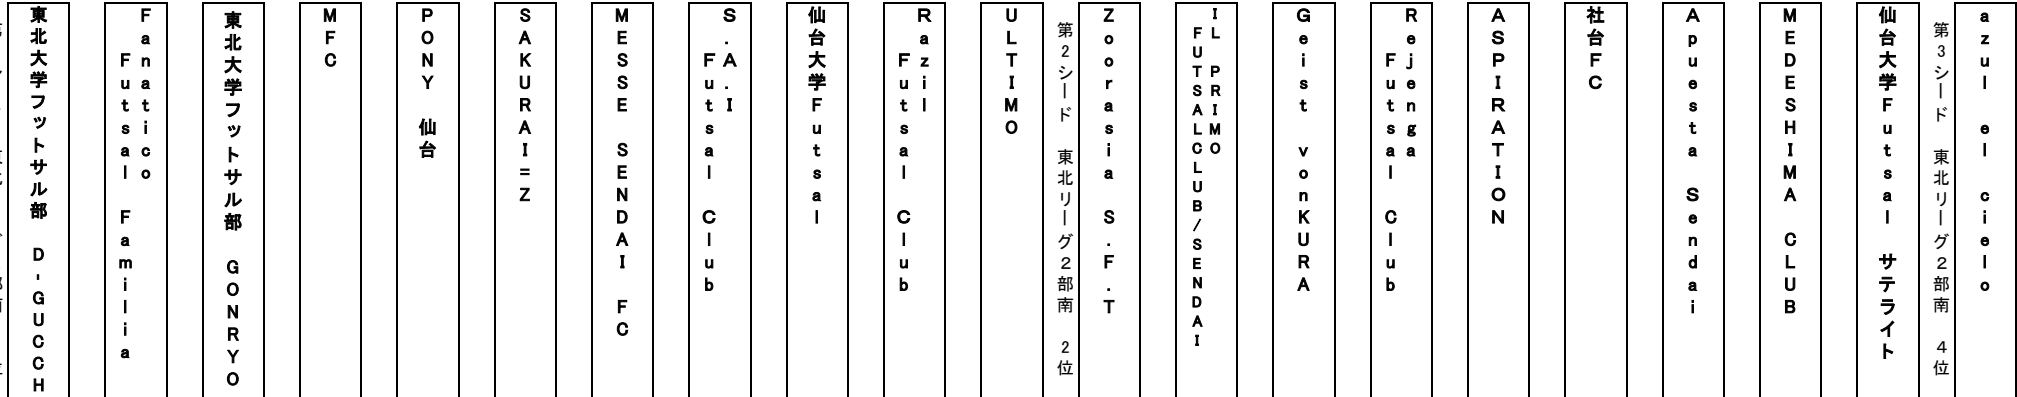 東北大学フットサル部 D-GUCCH
Fanatico
Futsal Familia
東北大学フットサル部 GONRYO
MFC
PONY 仙台
SAKURAI=Z
MESSE SENDAI FC
S.A.I
Futsal Club
仙台大学Futsal
Razil
Futsal Club
ULTIMO
第2シード 東北リーグ2部南 2位
Zoorasia S.F.T
IL PRIMO
FUTSALCLUB/SENDAI
Geist vonKURA
Rejenga
Futsal Club
ASPIRATION
社台FC
Apuesta Sendai
MEDESHIMA CLUB
仙台大学Futsal サテライト
第3シード 東北リーグ2部南 4位
azul el cielo